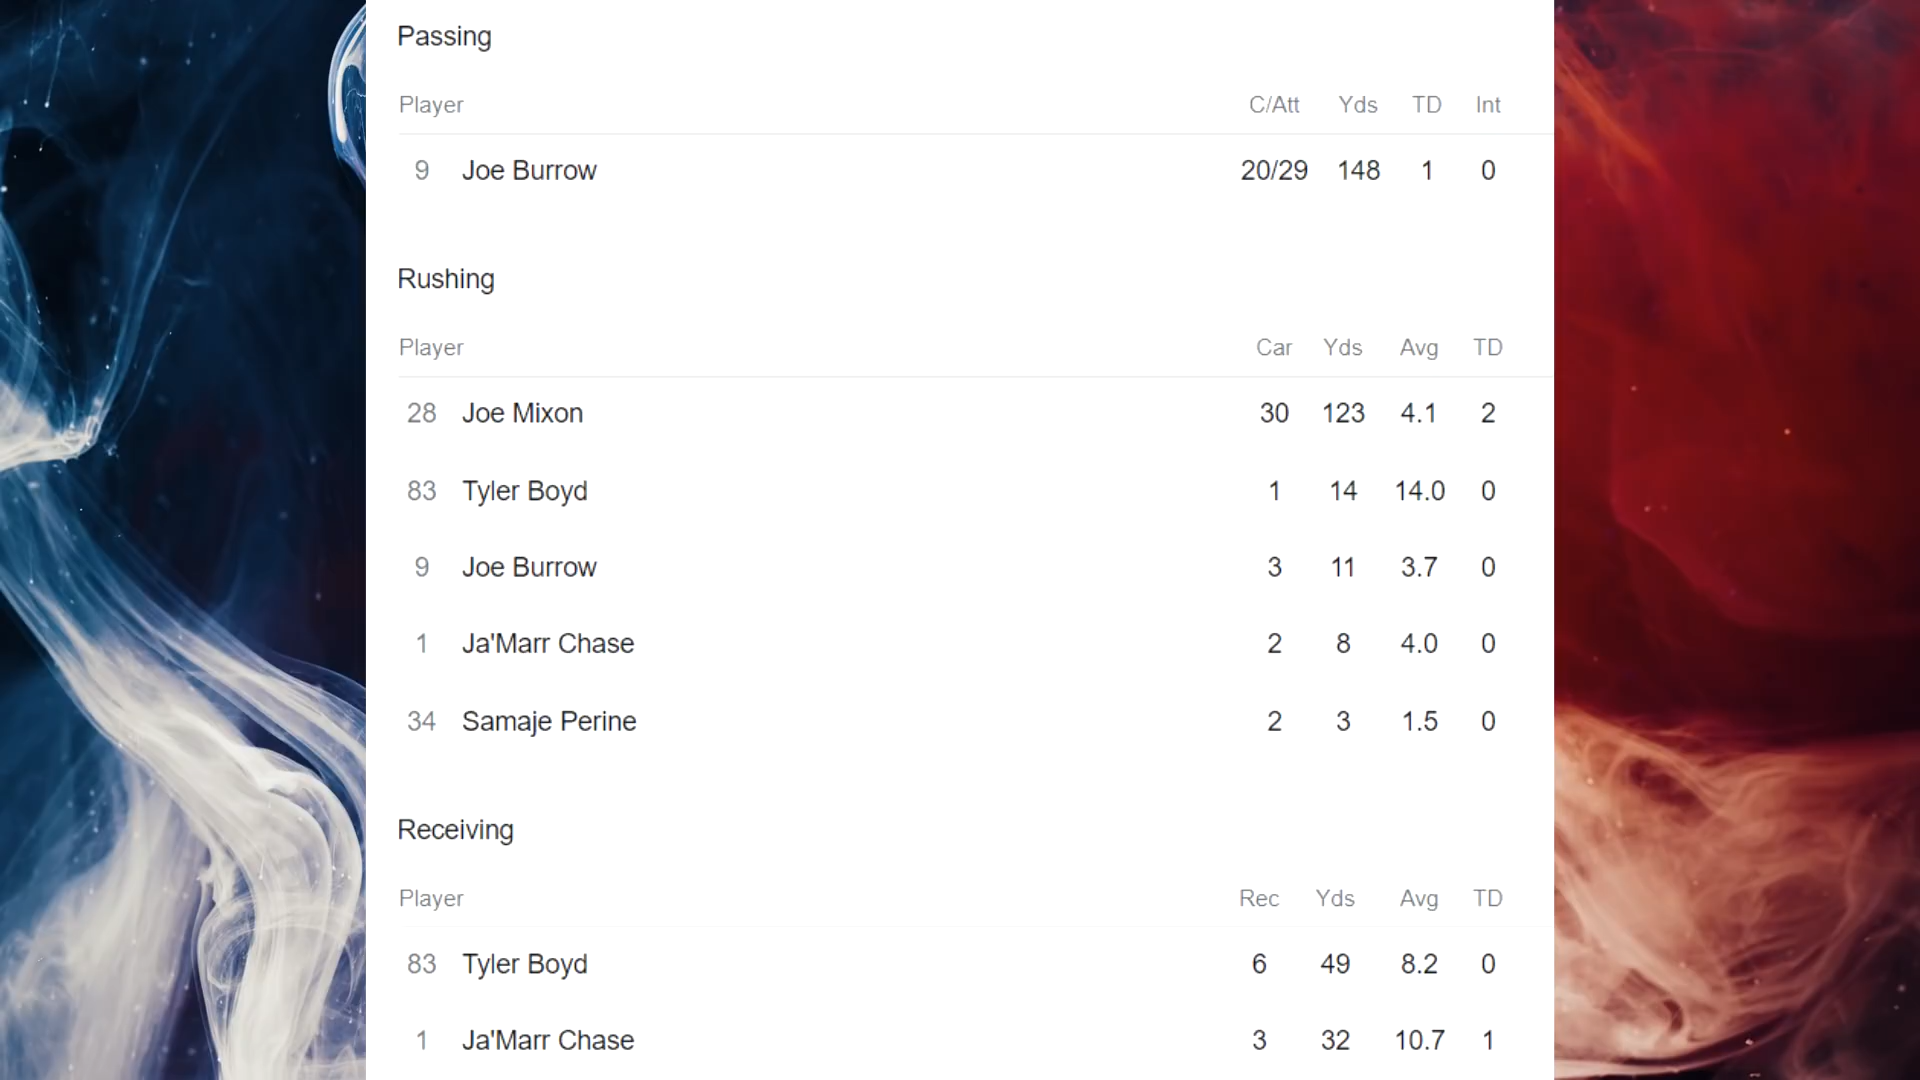 Passing
Player C/Att Yds TD Int
9 Joe Burrow 20/29 148 1 0
Rushing
Player Car Yds Avg TD
28 Joe Mixon 30 123 4.1 2
83 Tyler Boyd 1 14 14.0 0
9 Joe Burrow 3 11 3.7 0
1 Ja'Marr Chase 2 8 4.0 0
34 Samaje Perine 2 3 1.5 0
Receiving
Player Rec Yds Avg TD
83 Tyler Boyd 6 49 8.2 0
1 Ja'Marr Chase 3 32 10.7 1